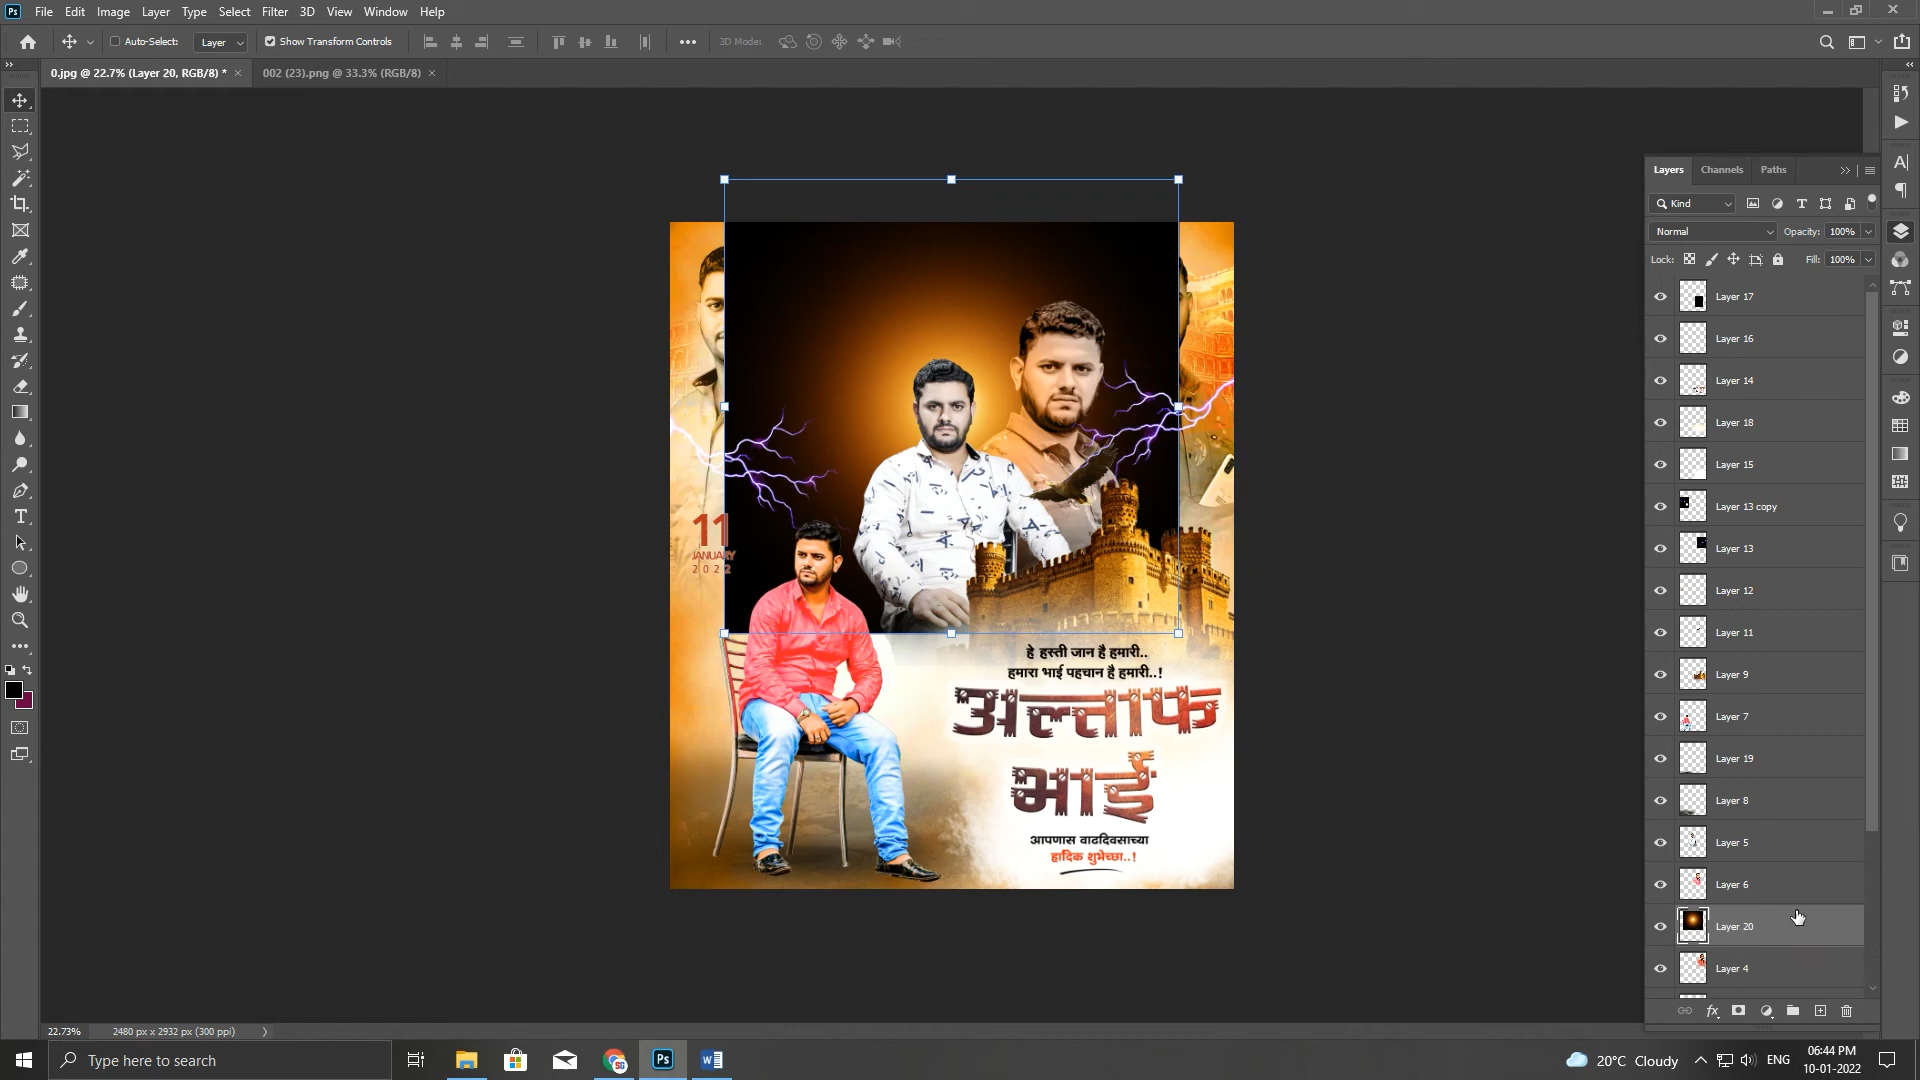 File Edit Image Layer Type Select Filter 3D View Window Help
Auto-Select: Layer Show Transform Controls 3D Mode:
0.jpg @ 22.7% (Layer 20, RGB/8) * × 002 (23).png @ 33.3% (RGB/8) ×
Layers Channels Paths
Kind
Normal Opacity: 100%
Lock: Fill: 100%
Layer 17
Layer 16
Layer 14
Layer 18
Layer 15
Layer 13 copy
Layer 13
Layer 12
Layer 11
Layer 9
Layer 7
Layer 19
Layer 8
Layer 5
Layer 6
Layer 20
Layer 4
11
JANUARY
2022
हे हस्ती जान है हमारी..
हमारा भाई पहचान है हमारी..!
अल्ताफ
भाई
आपणास वाढदिवसाच्या
हार्दिक शुभेच्छा..!
22.73% 2480 px x 2932 px (300 ppi)
Type here to search
20°C Cloudy ENG
06:44 PM
10-01-2022